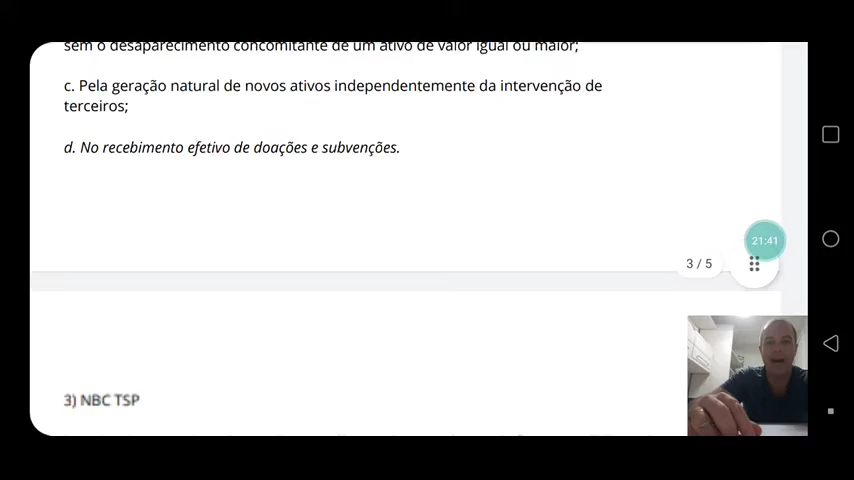 sem o desaparecimento concomitante de um ativo de valor igual ou maior;
c. Pela geração natural de novos ativos independentemente da intervenção de
terceiros;
d. No recebimento efetivo de doações e subvenções.
21:41
3 / 5
3) NBC TSP